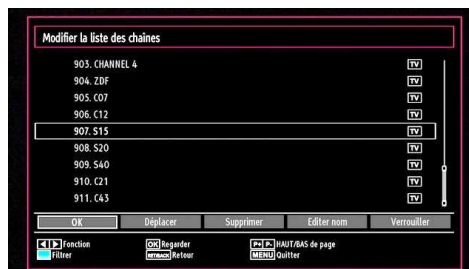 Modifier la liste des chaînes
903. CHANNEL 4 TV
904. ZDF TV
905. C07 TV
906. C12 TV
907. S15 TV
908. S20 TV
909. S40 TV
910. C21 TV
911. C43 TV
OK Déplacer Supprimer Editer nom Verrouiller
Fonction OK Regarder P+ P- HAUT/BAS de page
Filtrer RET/BACK Retour MENU Quitter